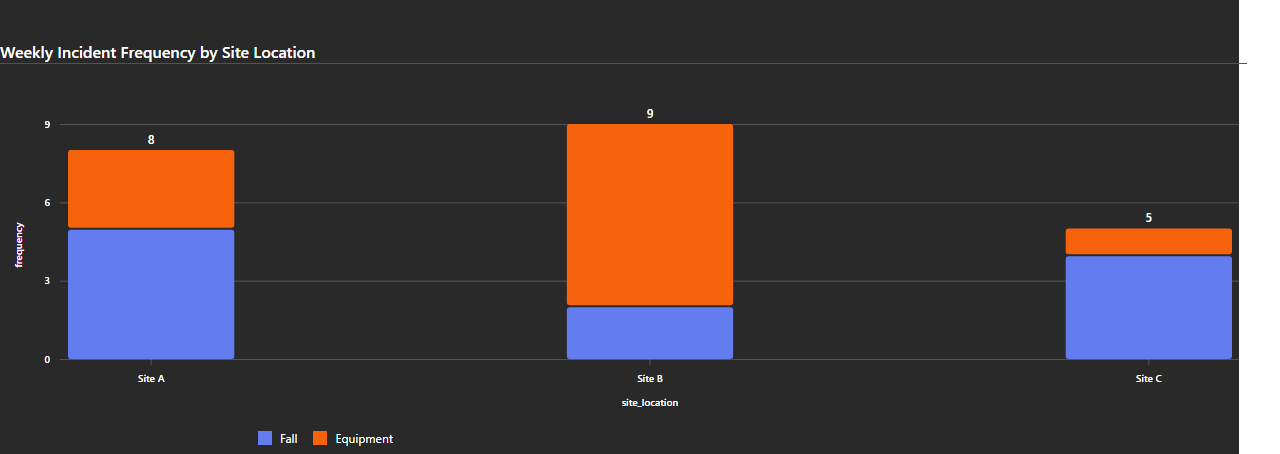 Weekly Incident Frequency by Site Location
9
8
9
6
5
3
0
frequency
Site A
Site B
Site C
site_location
Fall
Equipment